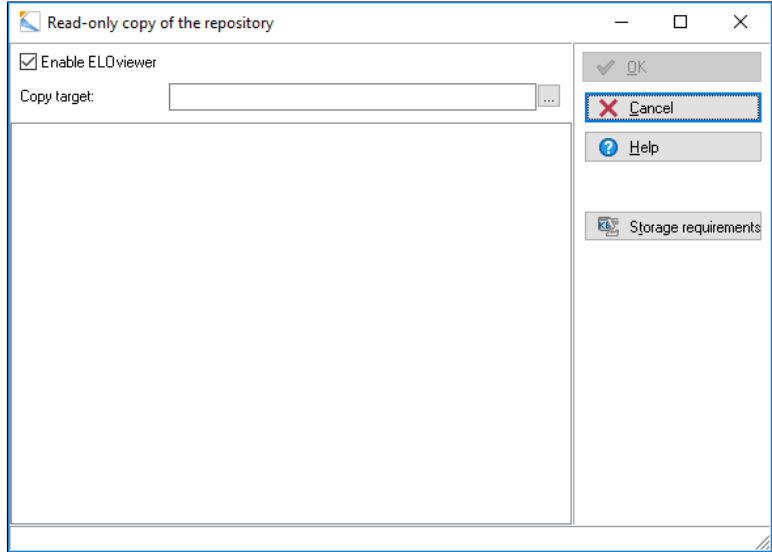 Read-only copy of the repository
Enable ELOviewer
Copy target:
...
OK
Cancel
Help
Storage requirements